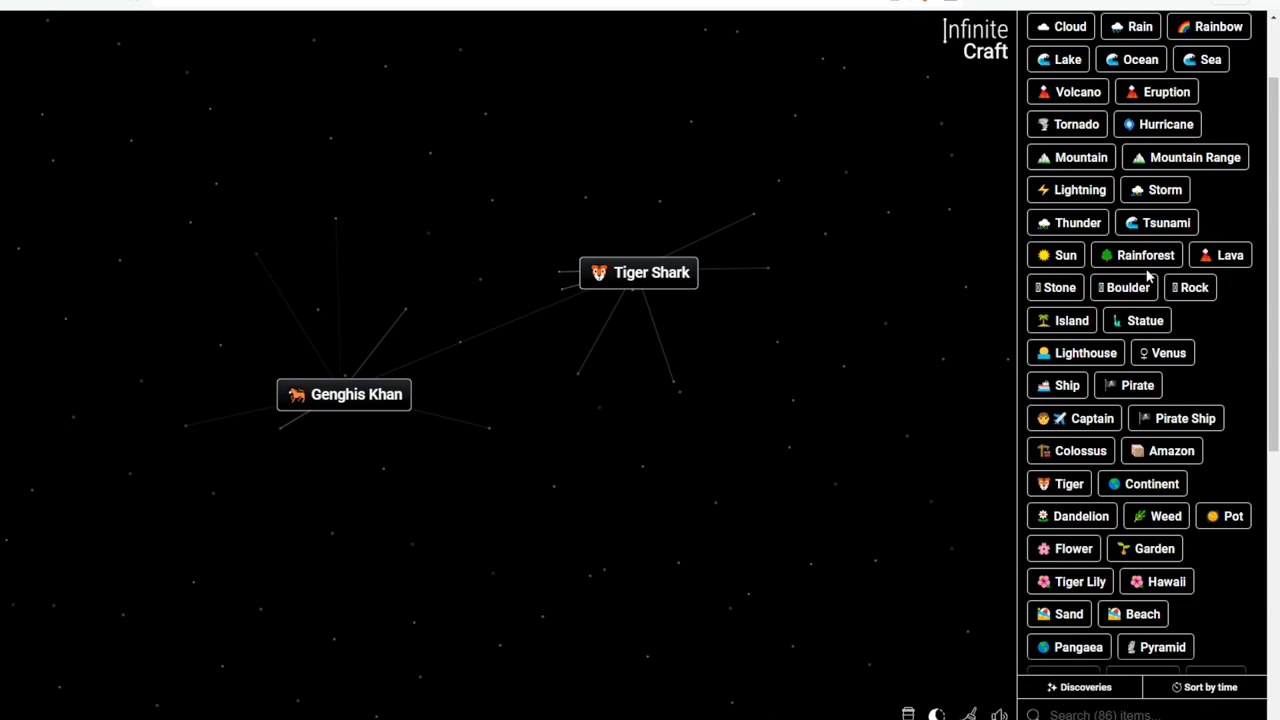 Infinite
Craft
Tiger Shark
Genghis Khan
Cloud Rain Rainbow
Lake Ocean Sea
Volcano Eruption
Tornado Hurricane
Mountain Mountain Range
Lightning Storm
Thunder Tsunami
Sun Rainforest Lava
Stone Boulder Rock
Island Statue
Lighthouse Venus
Ship Pirate
Captain Pirate Ship
Colossus Amazon
Tiger Continent
Dandelion Weed Pot
Flower Garden
Tiger Lily Hawaii
Sand Beach
Pangaea Pyramid
Discoveries Sort by time
Search (86) items...